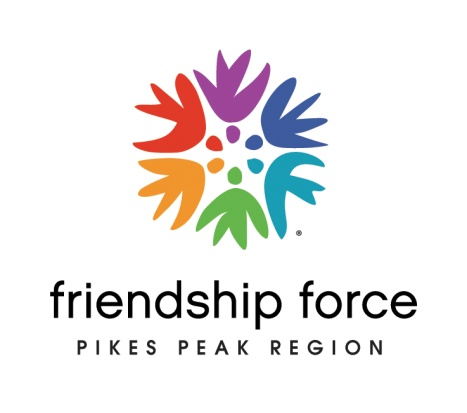 ®
friendship force
PIKES PEAK REGION